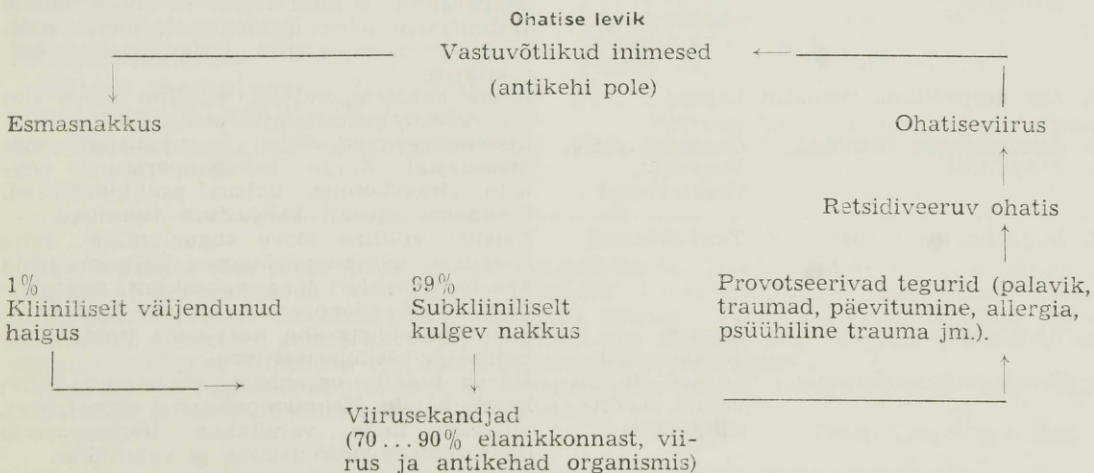 Ohatise levik
Vastuvõtlikud inimesed
(antikehi pole)
Esmasnakkus
Ohatiseviirus
Retsidiveeruv ohatis
1%
Kliiniliselt väljendunud
haigus
99%
Subkliiniliselt
kulgev nakkus
Provotseerivad tegurid (palavik,
traumad, päevitumine, allergia,
psüühiline trauma jm.).
Viirusekandjad
(70...90% elanikkonnast, vii-
rus ja antikehad organismis)